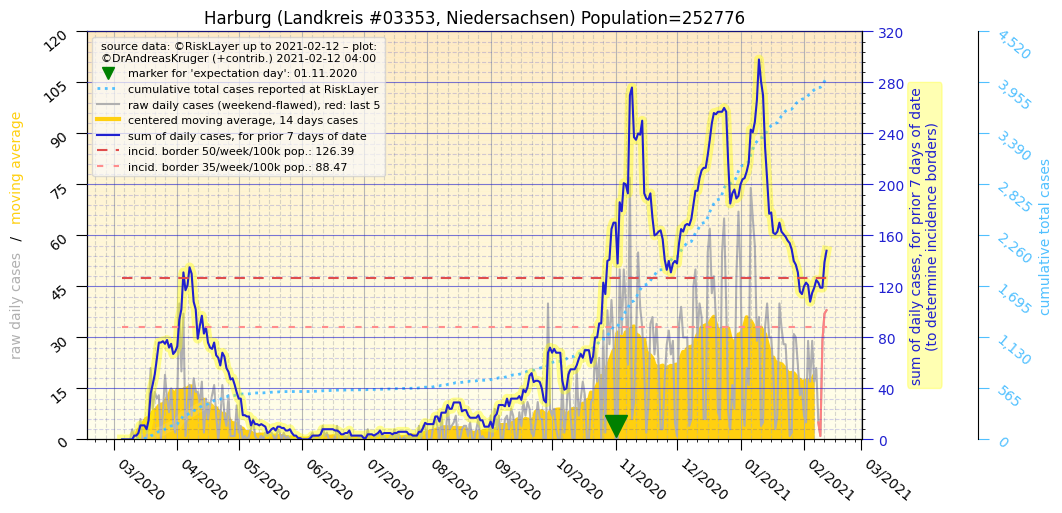 Harburg (Landkreis #03353, Niedersachsen) Population=252776
source data: ©RiskLayer up to 2021-02-12 – plot:
©DrAndreasKruger (+contrib.) 2021-02-12 04:00
marker for 'expectation day': 01.11.2020
cumulative total cases reported at RiskLayer
raw daily cases (weekend-flawed), red: last 5
centered moving average, 14 days cases
sum of daily cases, for prior 7 days of date
incid. border 50/week/100k pop.: 126.39
incid. border 35/week/100k pop.: 88.47
raw daily cases / moving average
120
105
90
75
60
45
30
15
0
320
280
240
200
160
120
80
40
0
sum of daily cases, for prior 7 days of date
(to determine incidence borders)
4,520
3,955
3,390
2,825
2,260
1,695
1,130
565
0
cumulative total cases
03/2020
04/2020
05/2020
06/2020
07/2020
08/2020
09/2020
10/2020
11/2020
12/2020
01/2021
02/2021
03/2021